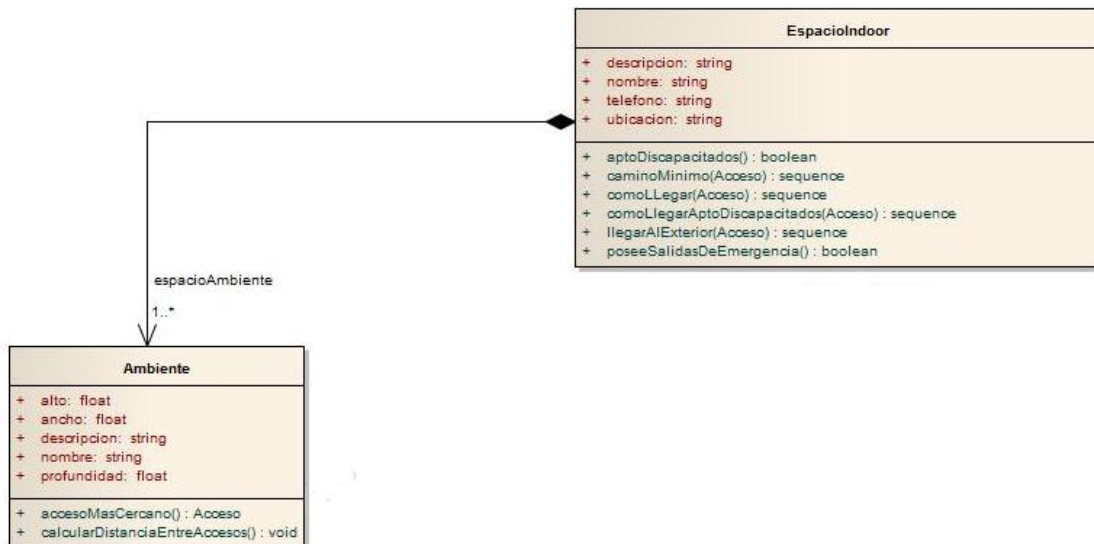 EspacioIndoor
+ descripcion: string
+ nombre: string
+ telefono: string
+ ubicacion: string
+ aptoDiscapacitados() : boolean
+ caminoMinimo(Acceso) : sequence
+ comoLLegar(Acceso) : sequence
+ comoLlegarAptoDiscapacitados(Acceso) : sequence
+ llegarAlExterior(Acceso) : sequence
+ poseeSalidasDeEmergencia() : boolean
espacioAmbiente
1..*
Ambiente
+ alto: float
+ ancho: float
+ descripcion: string
+ nombre: string
+ profundidad: float
+ accesoMasCercano() : Acceso
+ calcularDistanciaEntreAccesos() : void